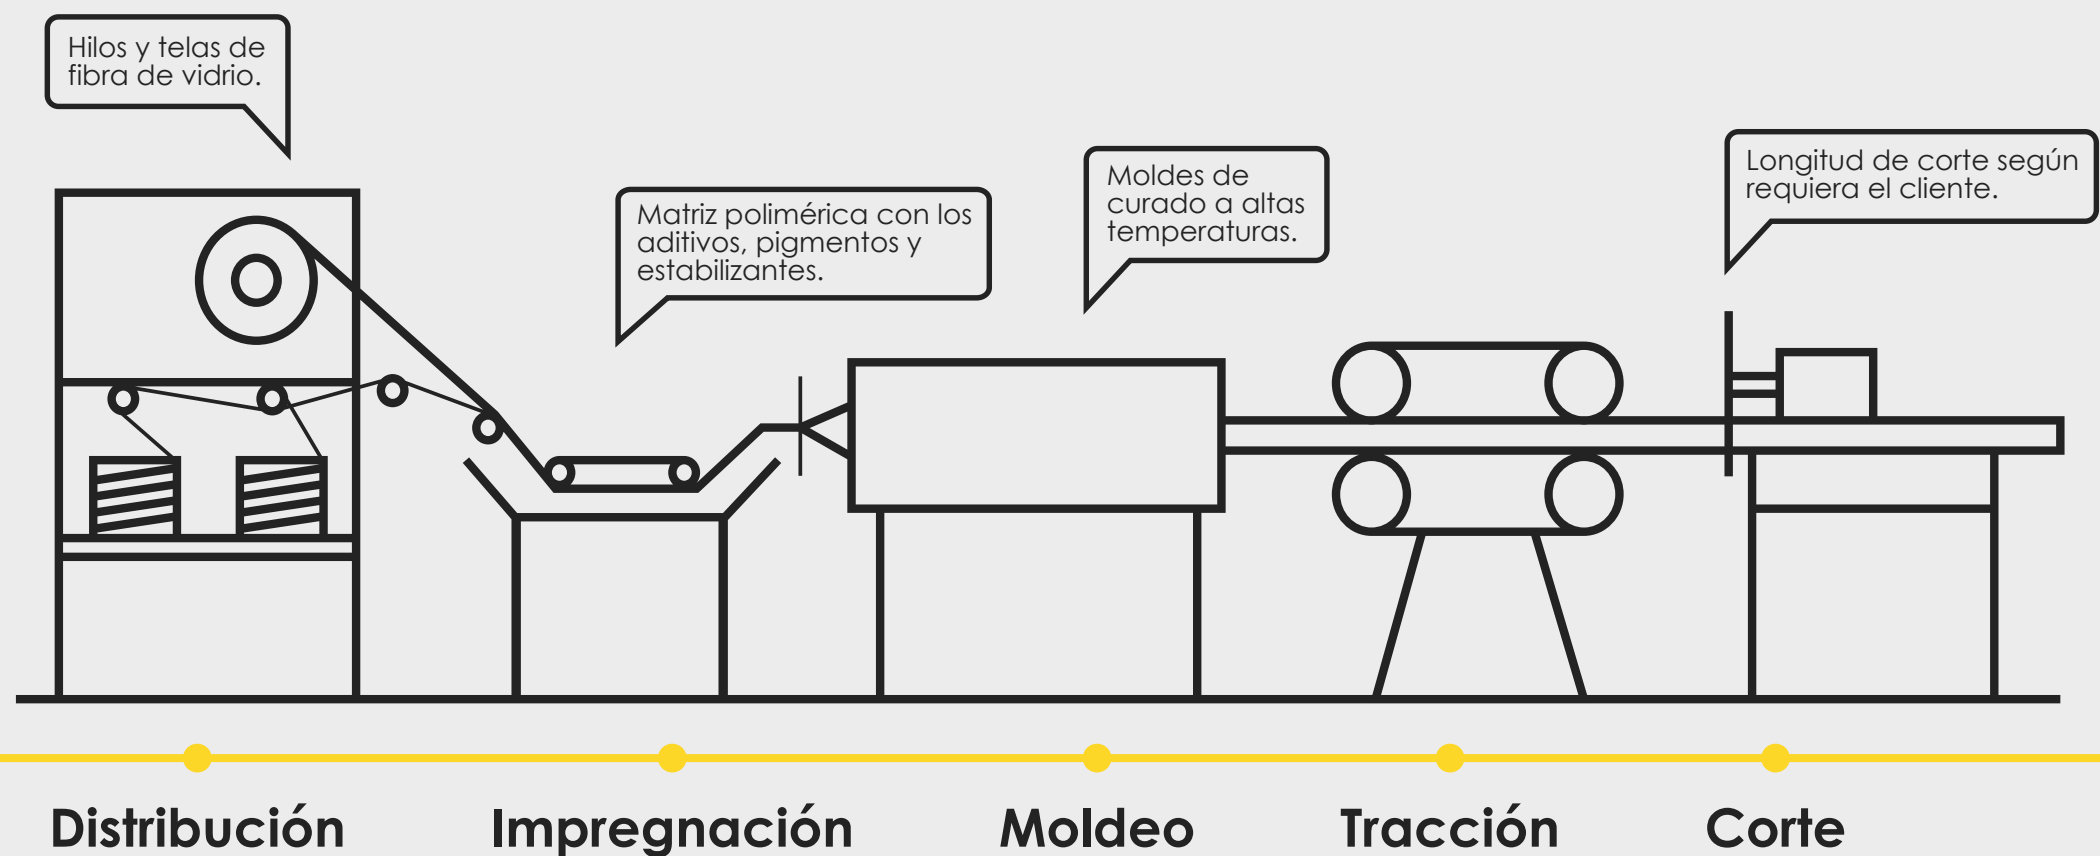 Hilos y telas de
fibra de vidrio.
Matriz polimérica con los
aditivos, pigmentos y
estabilizantes.
Moldes de
curado a altas
temperaturas.
Longitud de corte según
requiera el cliente.
Distribución
Impregnación
Moldeo
Tracción
Corte